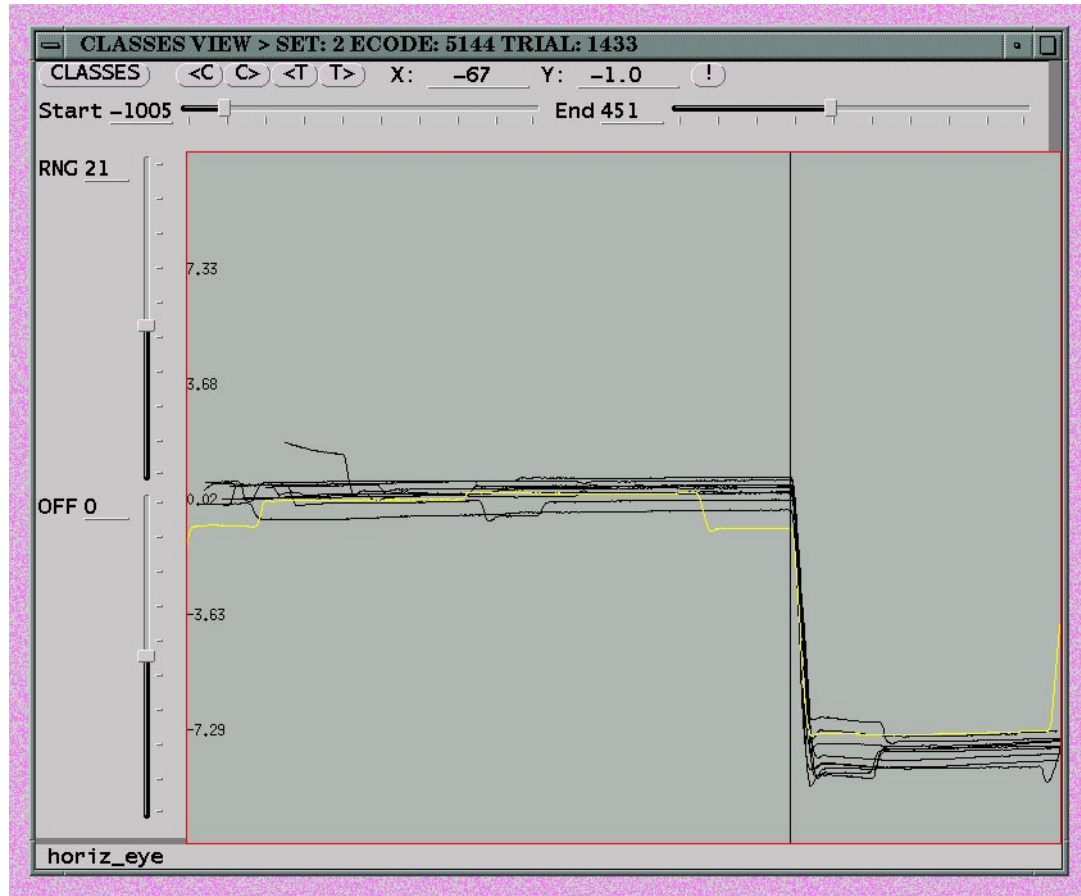 CLASSES VIEW > SET: 2 ECODE: 5144 TRIAL: 1433
CLASSES <C C> <T T> X: -67 Y: -1.0 !
Start -1005 End 451
RNG 21
7.33
3.68
0.02
OFF 0
-3.63
-7.29
horiz_eye